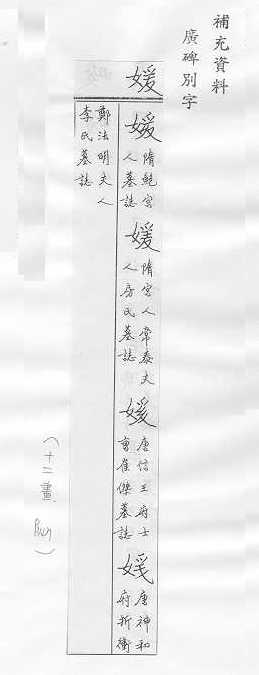 補充資料
廣碑別字
媛
媛
隋鮑宮
人墓誌
媛
隋宮人常泰夫
人房氏墓誌
媛
唐信王府士
曹崔傑墓誌
媛
唐神和
府折衝
鄭法明夫人
李氏墓誌
(十二畫)